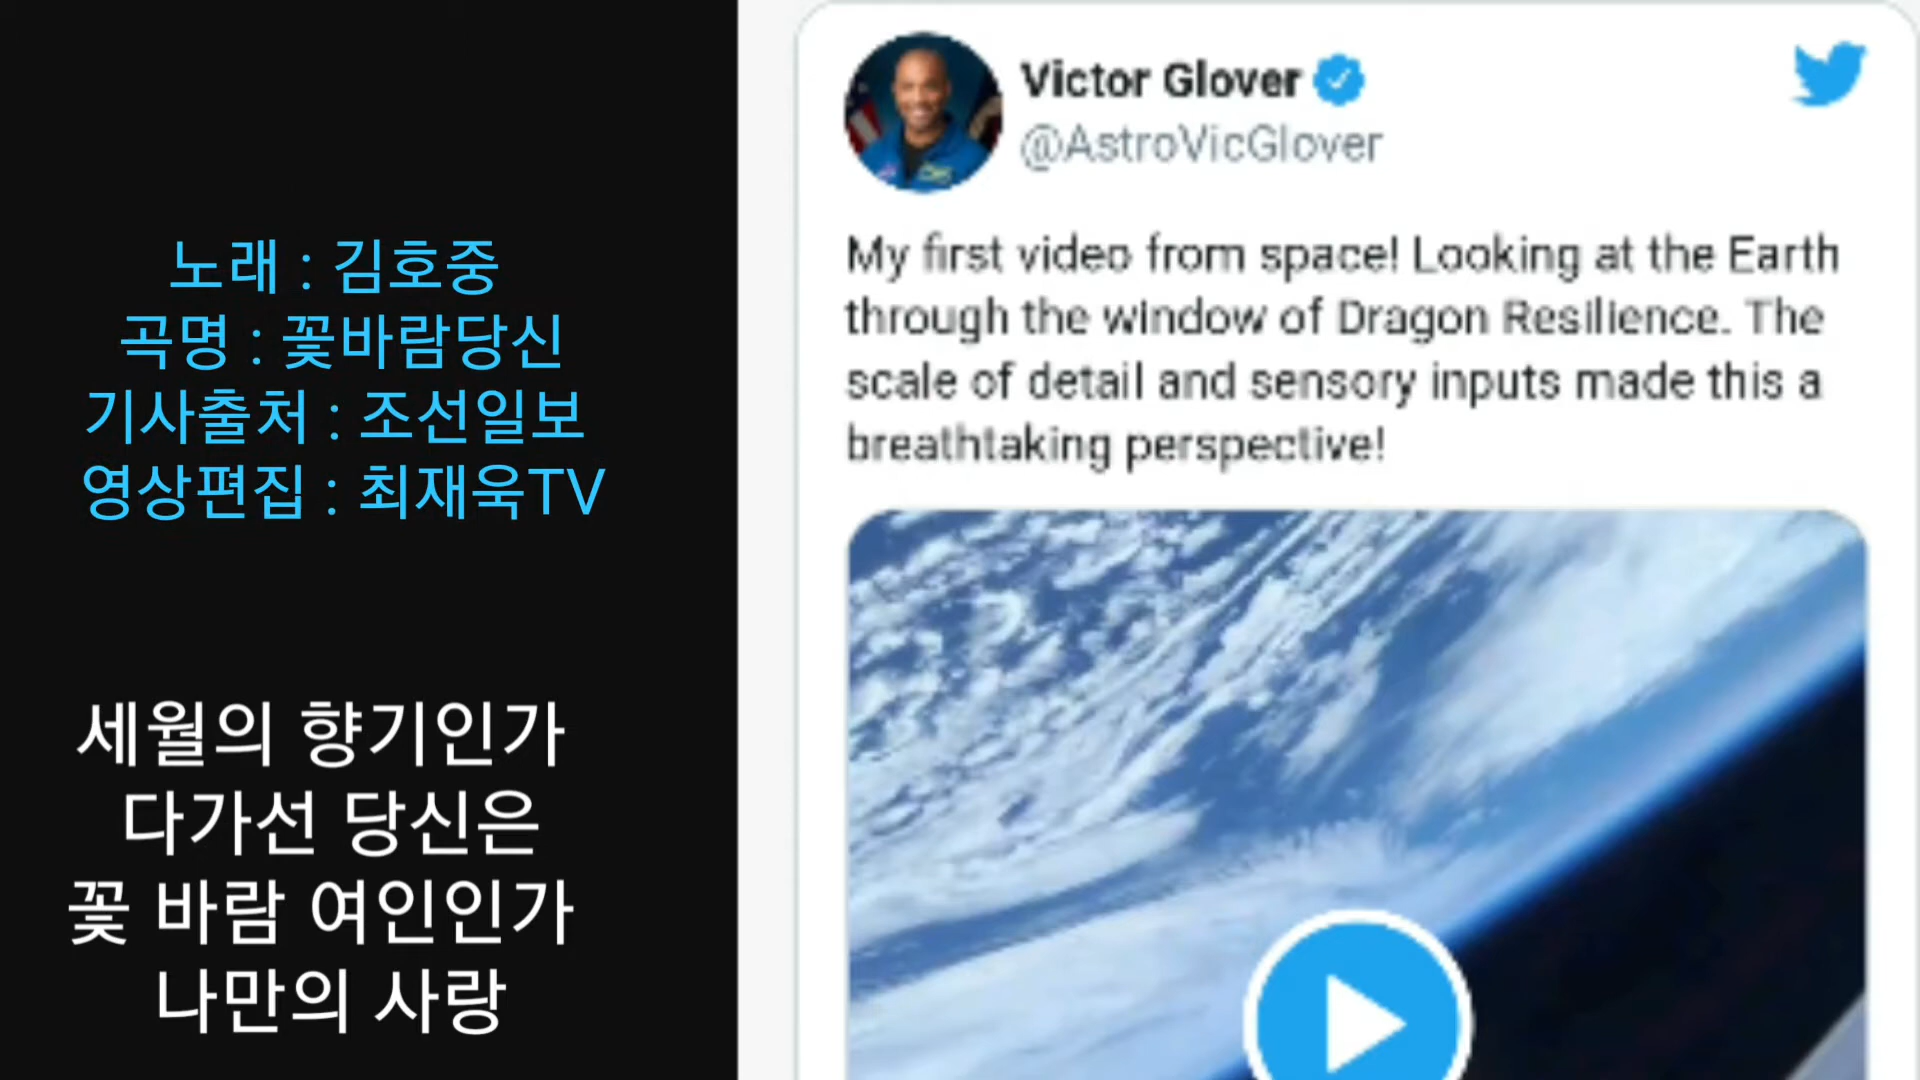 노래 : 김호중
곡명 : 꽃바람당신
기사출처 : 조선일보
영상편집 : 최재욱TV
세월의 향기인가
다가선 당신은
꽃 바람 여인인가
나만의 사랑
Victor Glover
@AstroVicGlover
My first video from space! Looking at the Earth
through the window of Dragon Resilience. The
scale of detail and sensory inputs made this a
breathtaking perspective!